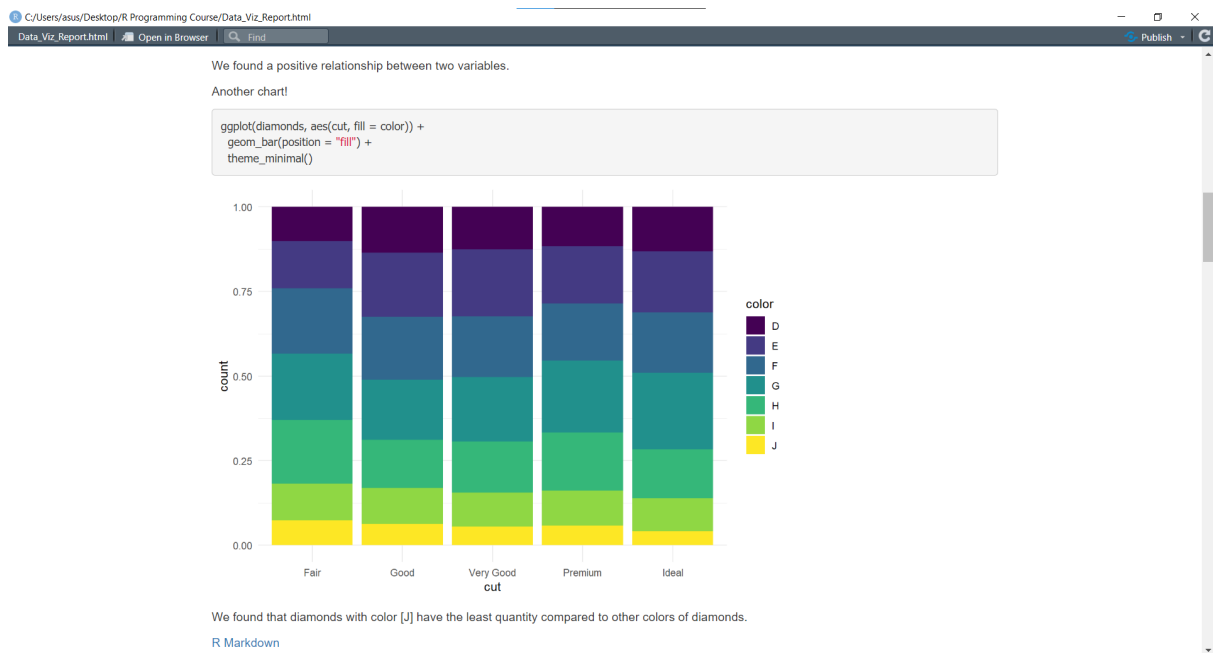 C:/Users/asus/Desktop/R Programming Course/Data_Viz_Report.html
Data_Viz_Report.html Open in Browser Find Publish
We found a positive relationship between two variables.
Another chart!
ggplot(diamonds, aes(cut, fill = color)) +
geom_bar(position = "fill") +
theme_minimal()
1.00
0.75
0.50
0.25
0.00
count
Fair Good Very Good Premium Ideal
cut
color
D
E
F
G
H
I
J
We found that diamonds with color [J] have the least quantity compared to other colors of diamonds.
R Markdown